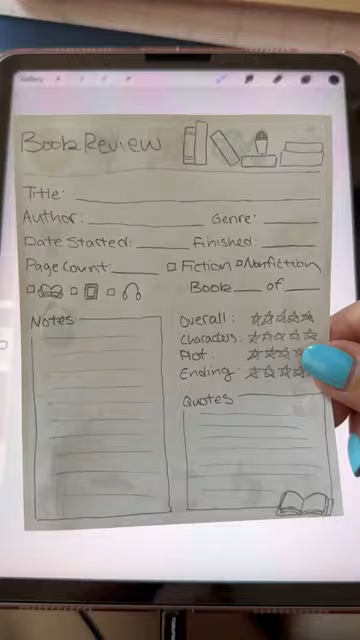 Gallery
Book Review
Title:
Author: Genre:
Date Started: Finished:
Page Count: Fiction Nonfiction
Book of
Notes
Overall:
Characters:
Plot:
Ending:
Quotes